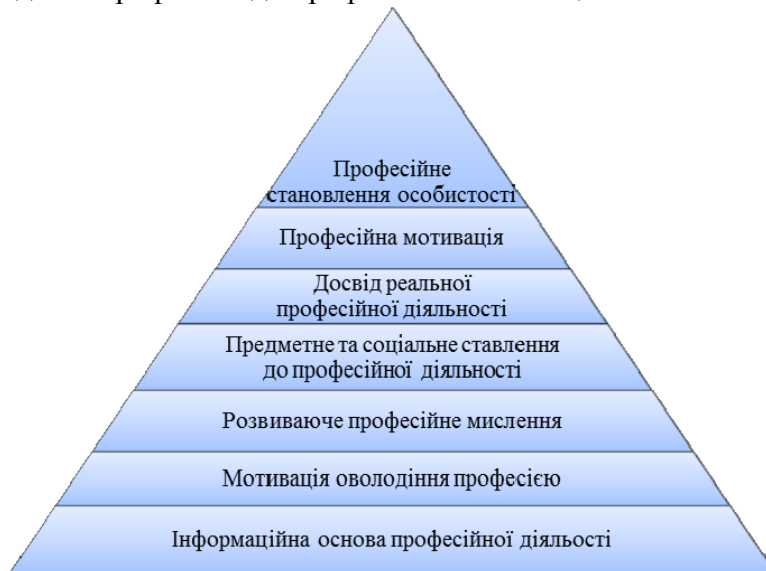 Професійне
становлення особистості
Професійна мотивація
Досвід реальної
професійної діяльності
Предметне та соціальне ставлення
до професійної діяльності
Розвиваюче професійне мислення
Мотивація оволодіння професією
Інформаційна основа професійної діяльості